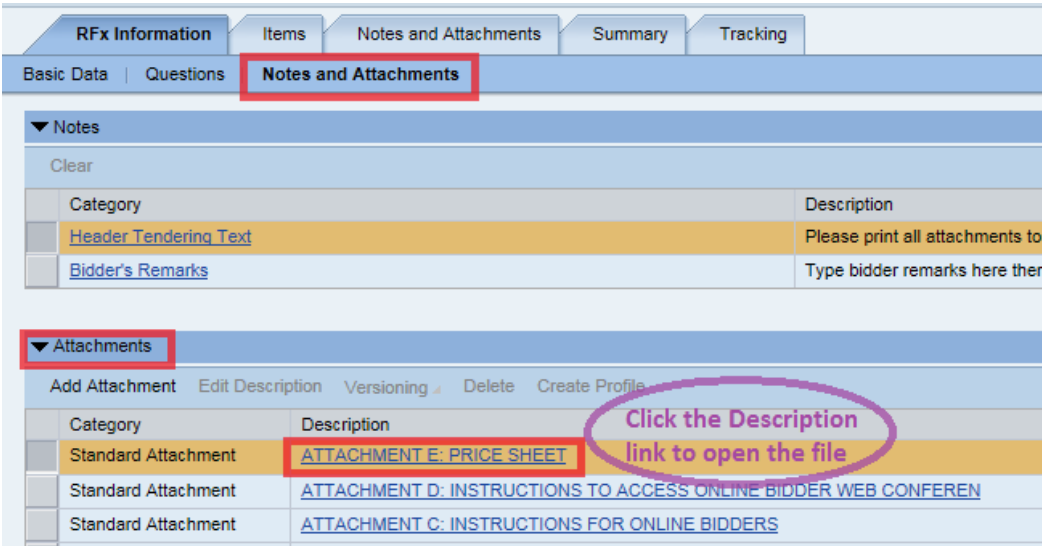 RFx Information Items Notes and Attachments Summary Tracking
Basic Data | Questions Notes and Attachments
Notes
Clear
Category Description
Header Tendering Text Please print all attachments to
Bidder's Remarks Type bidder remarks here ther
Attachments
Add Attachment Edit Description Versioning Delete Create Profile
Category Description
Click the Description
link to open the file
Standard Attachment ATTACHMENT E: PRICE SHEET
Standard Attachment ATTACHMENT D: INSTRUCTIONS TO ACCESS ONLINE BIDDER WEB CONFEREN
Standard Attachment ATTACHMENT C: INSTRUCTIONS FOR ONLINE BIDDERS